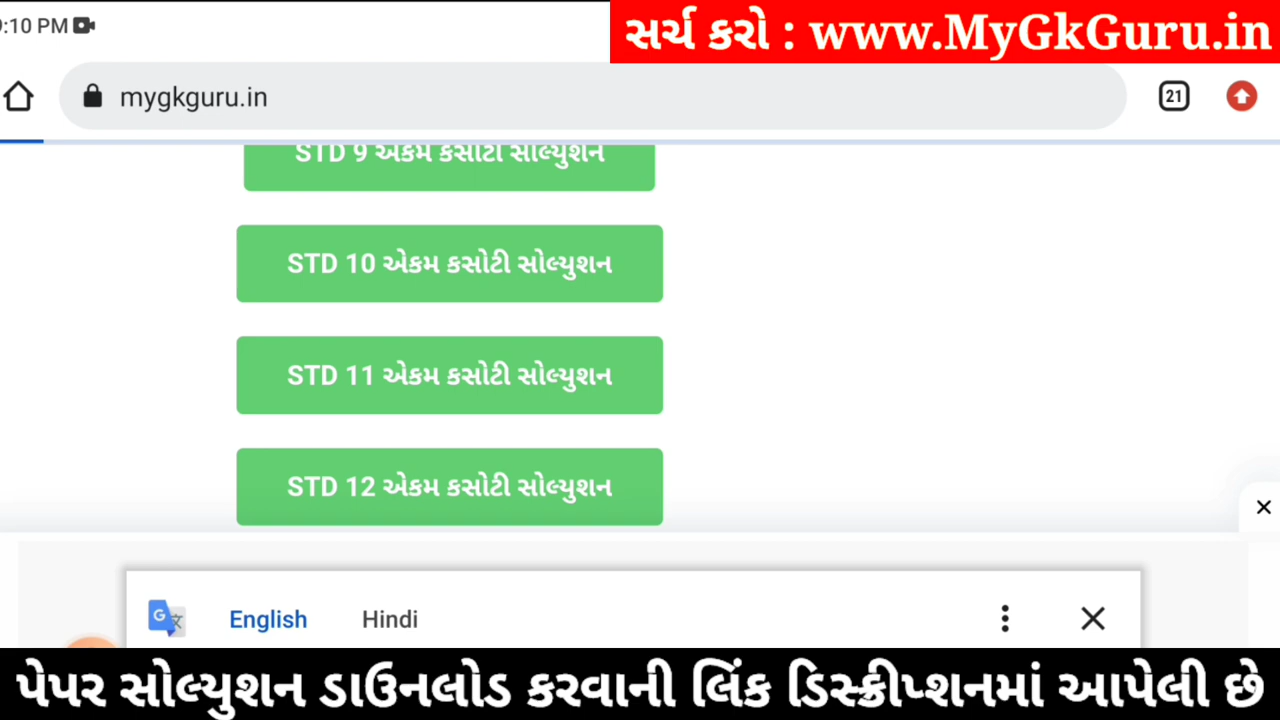 9:10 PM
સર્ચ કરો : www.MyGkGuru.in
mygkguru.in
21
STD 9 એકમ કસોટી સોલ્યુશન
STD 10 એકમ કસોટી સોલ્યુશન
STD 11 એકમ કસોટી સોલ્યુશન
STD 12 એકમ કસોટી સોલ્યુશન
English Hindi
પેપર સોલ્યુશન ડાઉનલોડ કરવાની લિંક ડિસ્ક્રીપ્શનમાં આપેલી છે